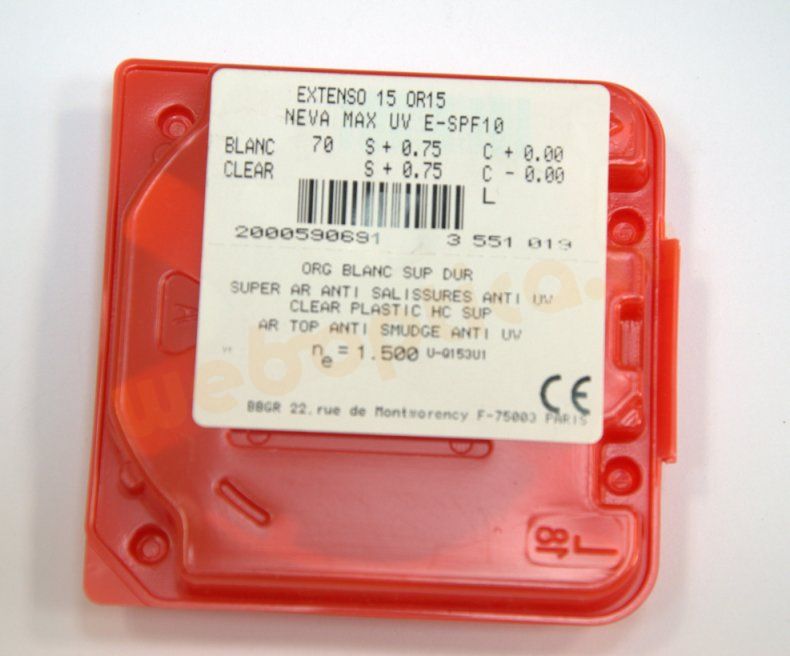 EXTENSO 15 OR15
NEVA MAX UV E-SPF10
BLANC 70 S + 0.75 C + 0.00
CLEAR S + 0.75 C - 0.00
L
2000590691 3 551 019
ORG BLANC SUP DUR
SUPER AR ANTI SALISSURES ANTI UV
CLEAR PLASTIC HC SUP
AR TOP ANTI SMUDGE ANTI UV
ne = 1.500 U-Q153U1
CE
BBGR 22, rue de Montmorency F-75003 PARIS
A
L
81
weboptica.